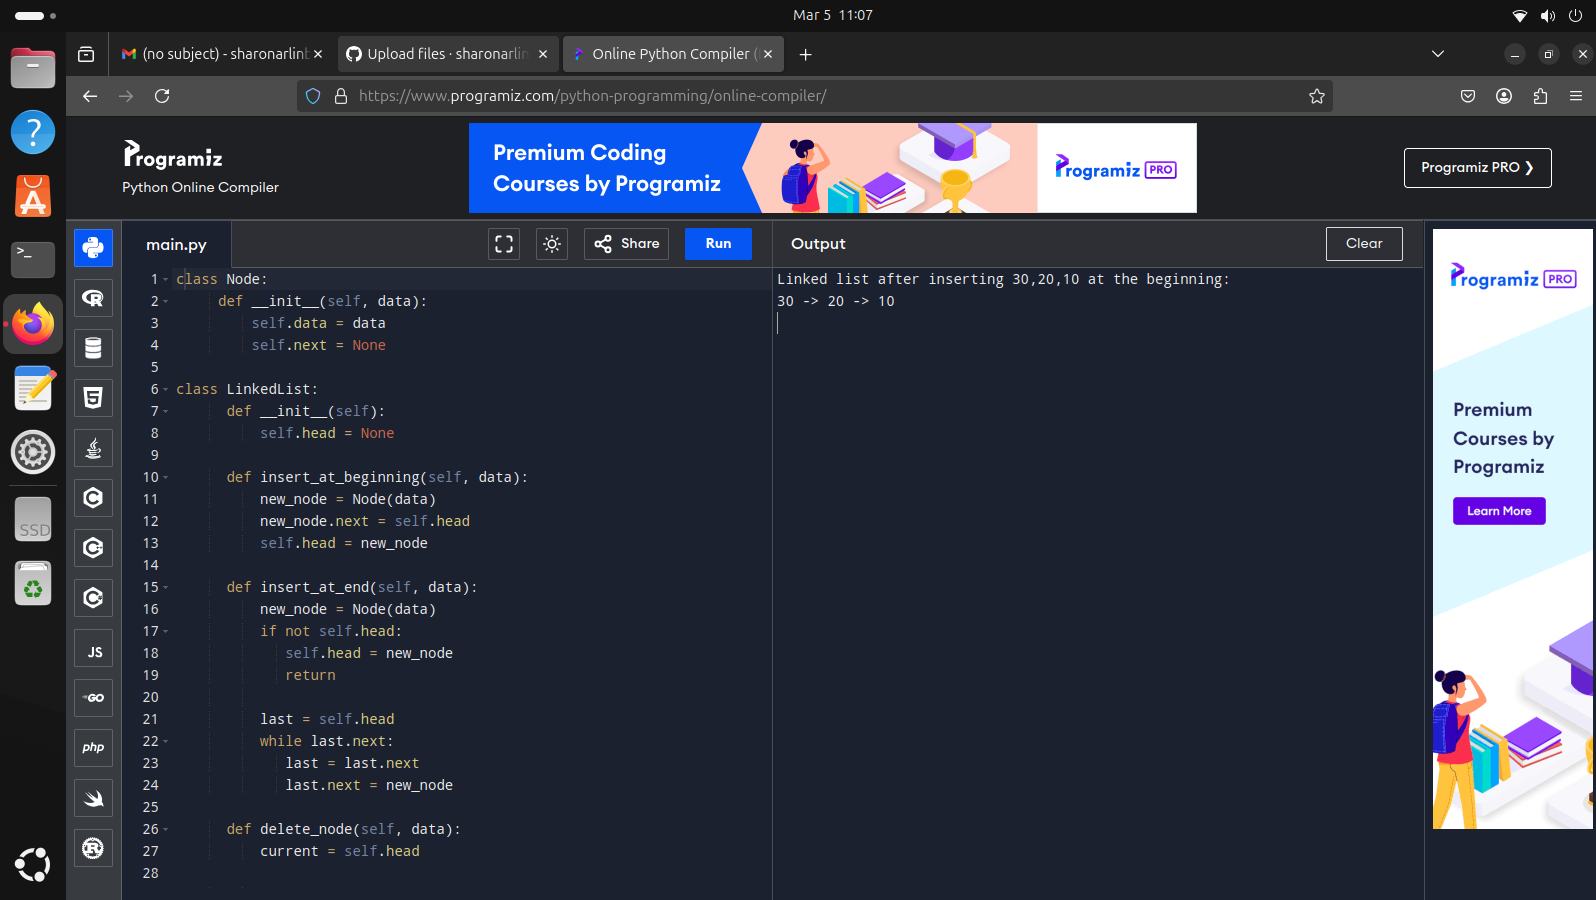 Mar 5 11:07
(no subject) - sharonarlinb
Upload files · sharonarlin
Online Python Compiler (
https://www.programiz.com/python-programming/online-compiler/
Programiz
Python Online Compiler
Premium Coding
Courses by Programiz
Programiz PRO
Programiz PRO ❯
main.py
Share
Run
Output
Clear
1 class Node:
2 def __init__(self, data):
3 self.data = data
4 self.next = None
5
6 class LinkedList:
7 def __init__(self):
8 self.head = None
9
10 def insert_at_beginning(self, data):
11 new_node = Node(data)
12 new_node.next = self.head
13 self.head = new_node
14
15 def insert_at_end(self, data):
16 new_node = Node(data)
17 if not self.head:
18 self.head = new_node
19 return
20
21 last = self.head
22 while last.next:
23 last = last.next
24 last.next = new_node
25
26 def delete_node(self, data):
27 current = self.head
28
Linked list after inserting 30,20,10 at the beginning:
30 -> 20 -> 10
Programiz PRO
Premium
Courses by
Programiz
Learn More
SSD
JS
GO
php